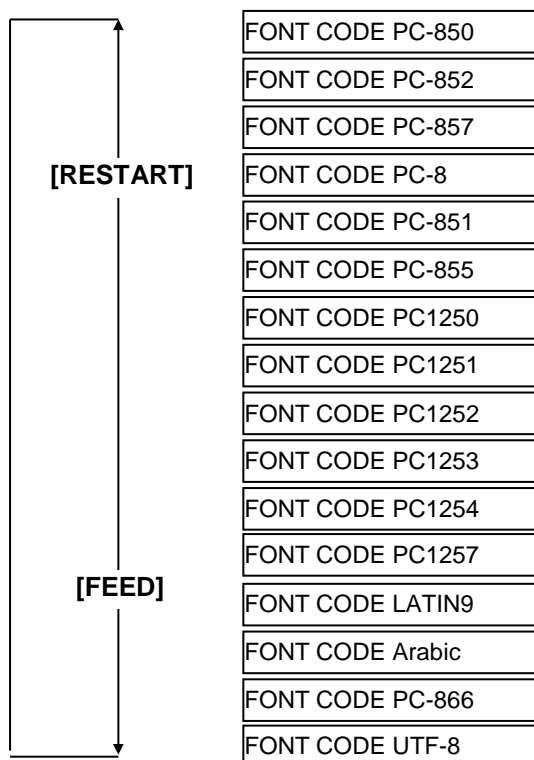 FONT CODE PC-850
FONT CODE PC-852
FONT CODE PC-857
[RESTART] FONT CODE PC-8
FONT CODE PC-851
FONT CODE PC-855
FONT CODE PC1250
FONT CODE PC1251
FONT CODE PC1252
FONT CODE PC1253
FONT CODE PC1254
FONT CODE PC1257
[FEED] FONT CODE LATIN9
FONT CODE Arabic
FONT CODE PC-866
FONT CODE UTF-8